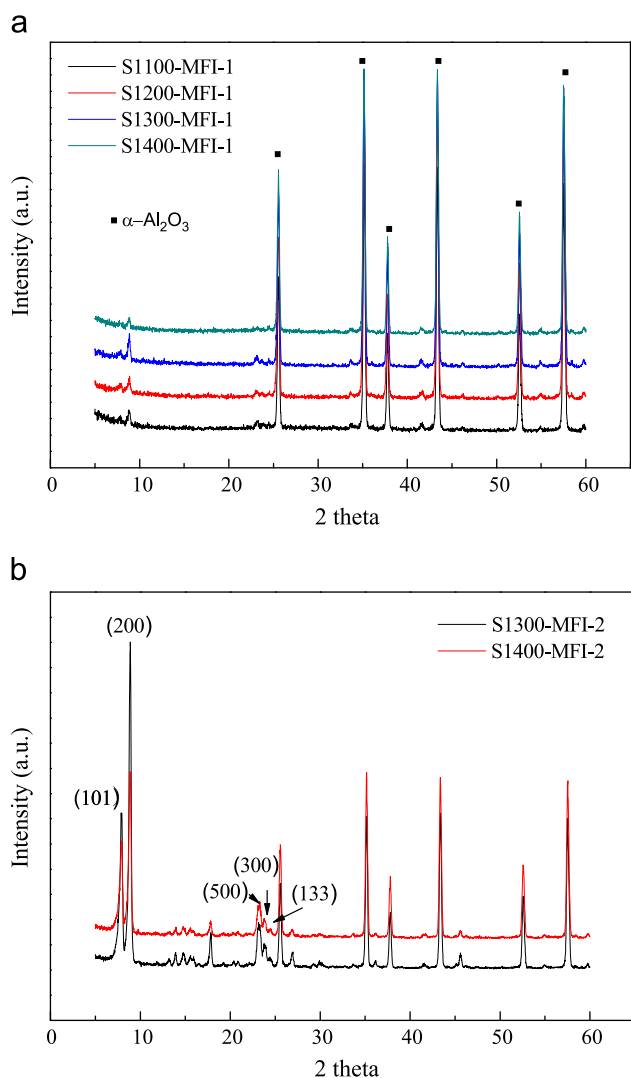 a
S1100-MFI-1
S1200-MFI-1
S1300-MFI-1
S1400-MFI-1
α–Al2O3
Intensity (a.u.)
0 10 20 30 40 50 60
2 theta
b
(200)
S1300-MFI-2
S1400-MFI-2
(101)
(300)
(500) (133)
Intensity (a.u.)
0 10 20 30 40 50 60
2 theta